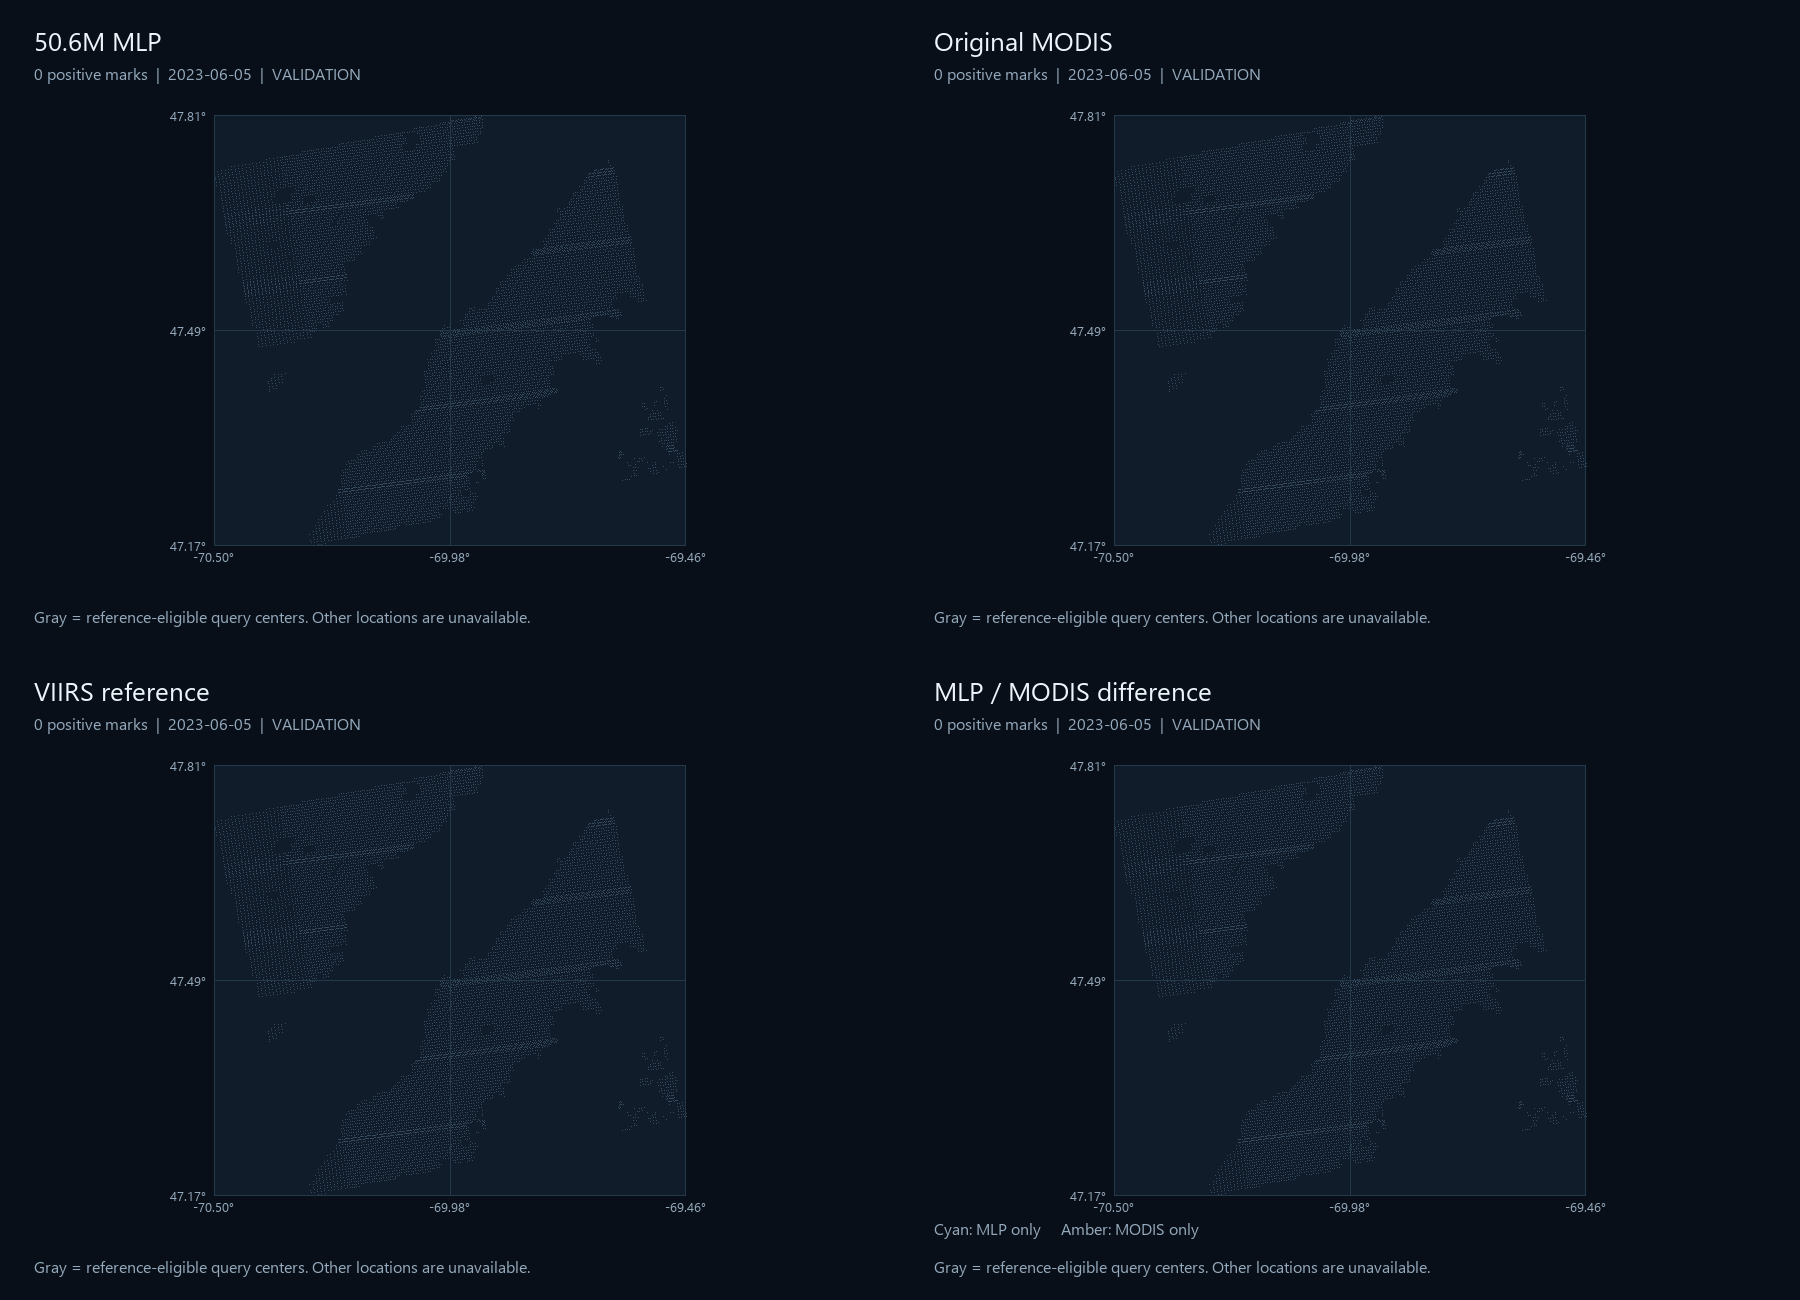 50.6M MLP
0 positive marks | 2023-06-05 | VALIDATION
47.81°
47.49°
47.17°
-70.50°
-69.98°
-69.46°
Gray = reference-eligible query centers. Other locations are unavailable.
Original MODIS
0 positive marks | 2023-06-05 | VALIDATION
47.81°
47.49°
47.17°
-70.50°
-69.98°
-69.46°
Gray = reference-eligible query centers. Other locations are unavailable.
VIIRS reference
0 positive marks | 2023-06-05 | VALIDATION
47.81°
47.49°
47.17°
-70.50°
-69.98°
-69.46°
Gray = reference-eligible query centers. Other locations are unavailable.
MLP / MODIS difference
0 positive marks | 2023-06-05 | VALIDATION
47.81°
47.49°
47.17°
-70.50°
-69.98°
-69.46°
Cyan: MLP only Amber: MODIS only
Gray = reference-eligible query centers. Other locations are unavailable.